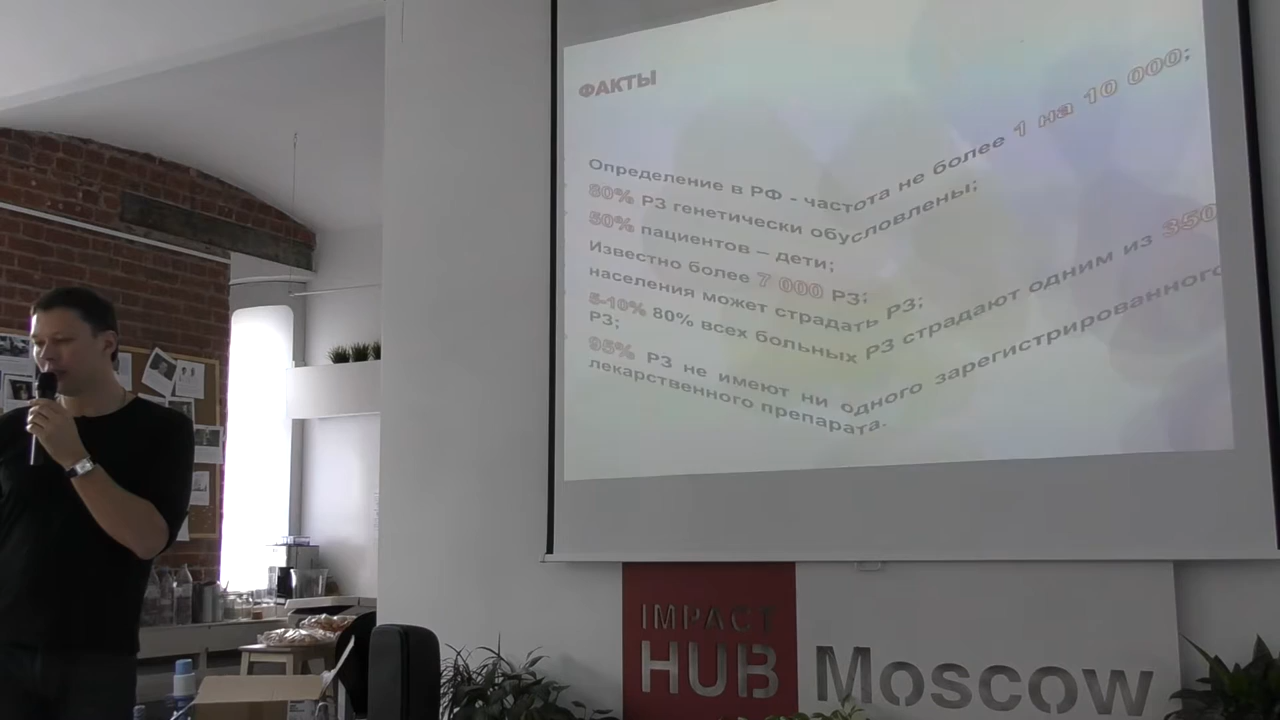 ФАКТЫ
Определение в РФ - частота не более 1 на 10 000;
80% РЗ генетически обусловлены;
50% пациентов – дети;
Известно более 7 000 РЗ;
населения может страдать РЗ;
5-10% 80% всех больных РЗ страдают одним из 350
РЗ;
95% РЗ не имеют ни одного зарегистрированного
лекарственного препарата.
IMPACT
HUB Moscow